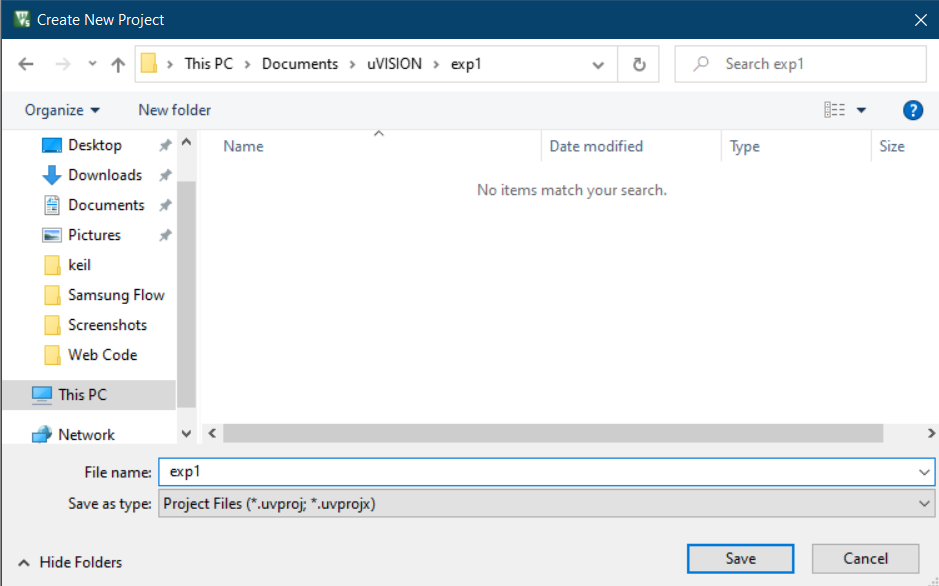 Create New Project
This PC > Documents > uVISION > exp1
Search exp1
Organize
New folder
?
Name
Date modified
Type
Size
No items match your search.
Desktop
Downloads
Documents
Pictures
keil
Samsung Flow
Screenshots
Web Code
This PC
Network
File name: exp1
Save as type: Project Files (*.uvproj; *.uvprojx)
Hide Folders
Save
Cancel